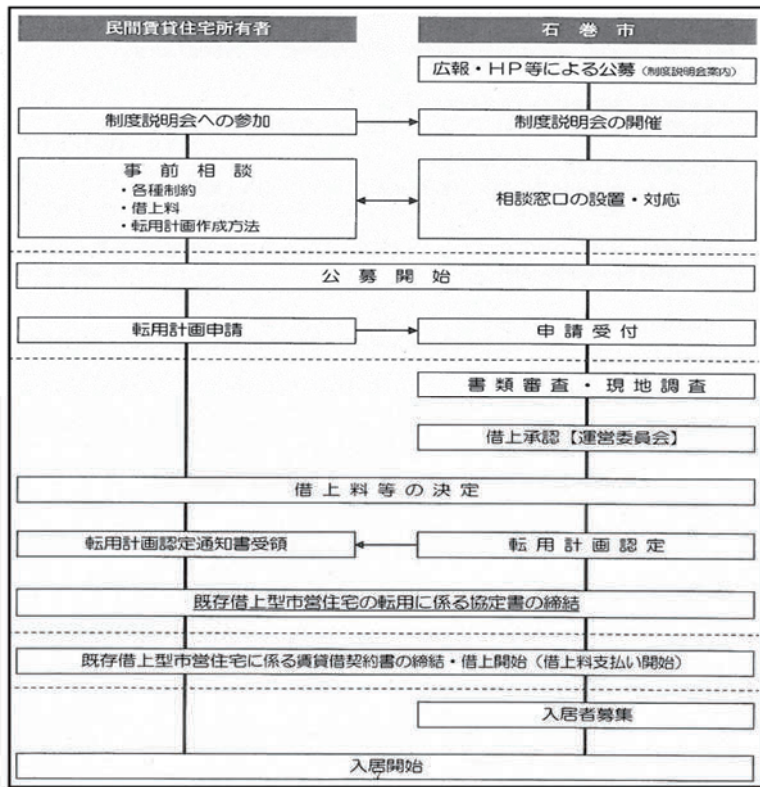 民間賃貸住宅所有者
石巻市
広報・HP等による公募(制度説明会案内)
制度説明会への参加
制度説明会の開催
事前相談
・各種制約
・借上料
・転用計画作成方法
相談窓口の設置・対応
公募開始
転用計画申請
申請受付
書類審査・現地調査
借上承認【運営委員会】
借上料等の決定
転用計画認定通知書受領
転用計画認定
既存借上型市営住宅の転用に係る協定書の締結
既存借上型市営住宅に係る賃貸借契約書の締結・借上開始(借上料支払い開始)
入居者募集
入居開始
7